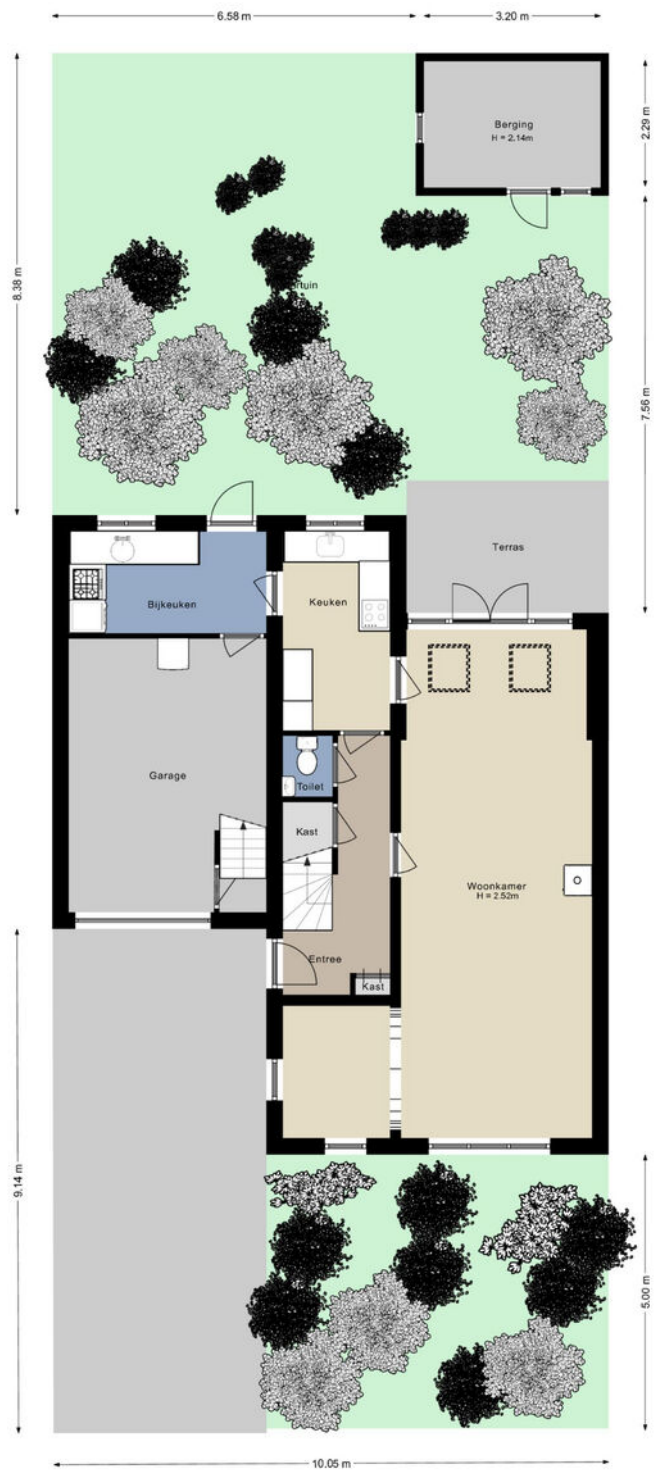 6.58 m
3.20 m
Berging
H = 2.14m
2.29 m
8.38 m
7.56 m
Terras
Bijkeuken
Keuken
Garage
Toilet
Kast
Woonkamer
H = 2.52m
Entree
Kast
9.14 m
5.00 m
10.05 m